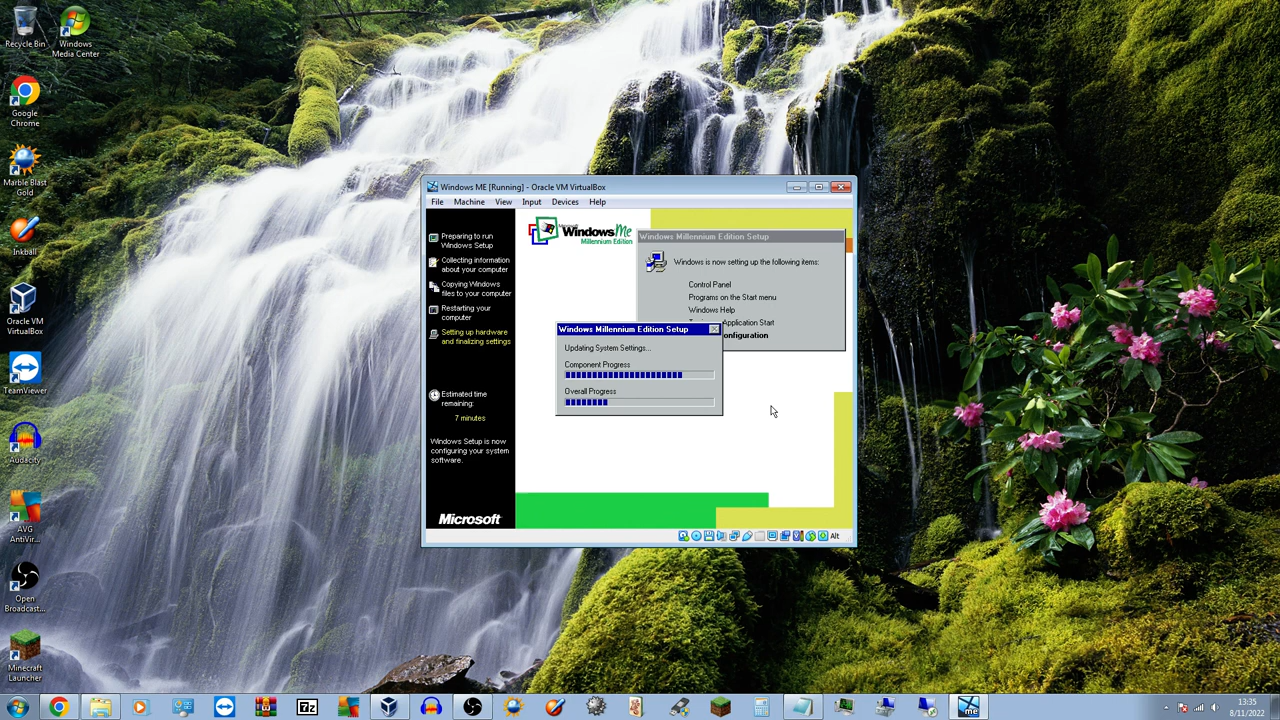 Recycle Bin
Windows
Media Center
Google
Chrome
Marble Blast
Gold
Inkball
Oracle VM
VirtualBox
TeamViewer
Audacity
AVG
AntiVir...
Open
Broadcast...
Minecraft
Launcher
Windows ME [Running] - Oracle VM VirtualBox
File Machine View Input Devices Help
Preparing to run
Windows Setup
Collecting information
about your computer
Copying Windows
files to your computer
Restarting your
computer
Setting up hardware
and finalizing settings
Estimated time
remaining:
7 minutes
Windows Setup is now
configuring your system
software.
Microsoft
Microsoft
Windows Me
Millennium Edition
Windows Millennium Edition Setup
Windows is now setting up the following items:
Control Panel
Programs on the Start menu
Windows Help
Application Start
onfiguration
Windows Millennium Edition Setup
Updating System Settings...
Component Progress
Overall Progress
Alt
7z
me
13:35
8/11/2022